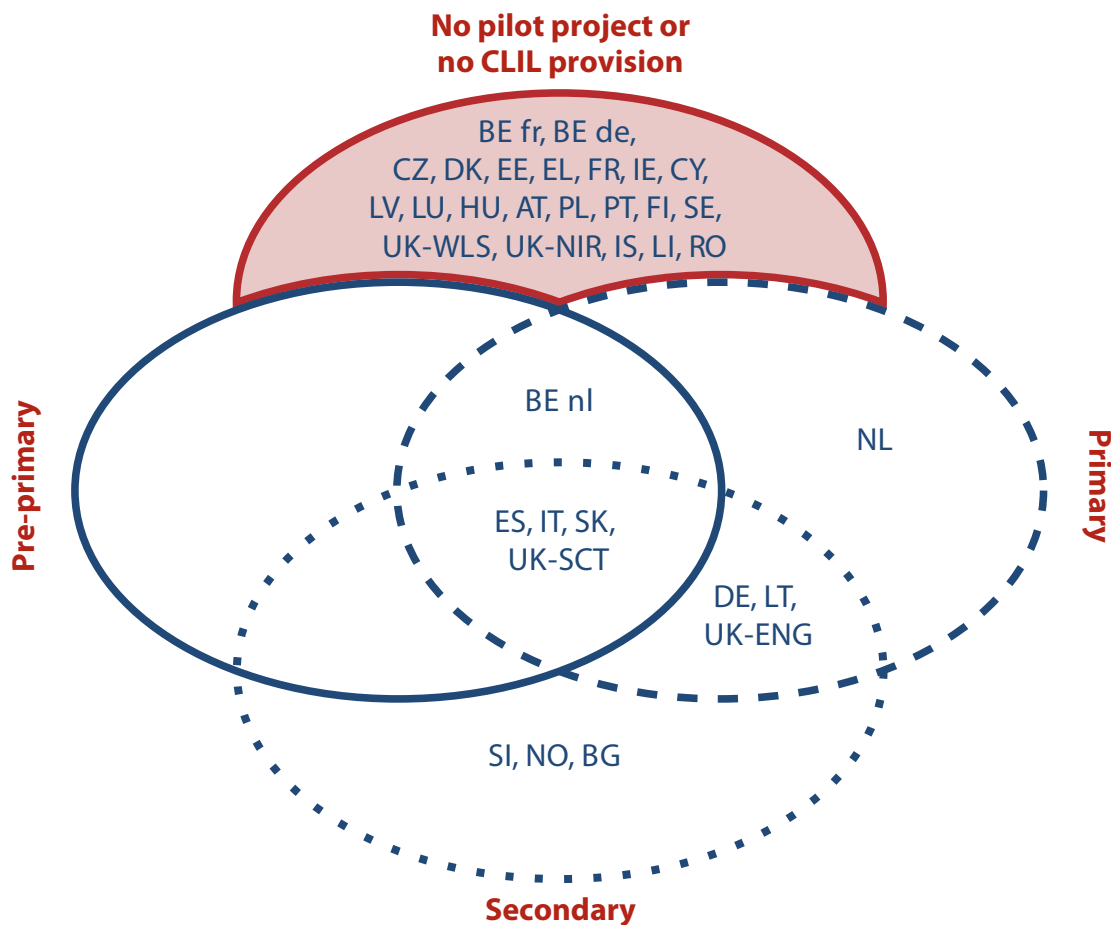 No pilot project or
no CLIL provision
BE fr, BE de,
CZ, DK, EE, EL, FR, IE, CY,
LV, LU, HU, AT, PL, PT, FI, SE,
UK-WLS, UK-NIR, IS, LI, RO
BE nl
NL
Pre-primary
Primary
ES, IT, SK,
UK-SCT
DE, LT,
UK-ENG
SI, NO, BG
Secondary